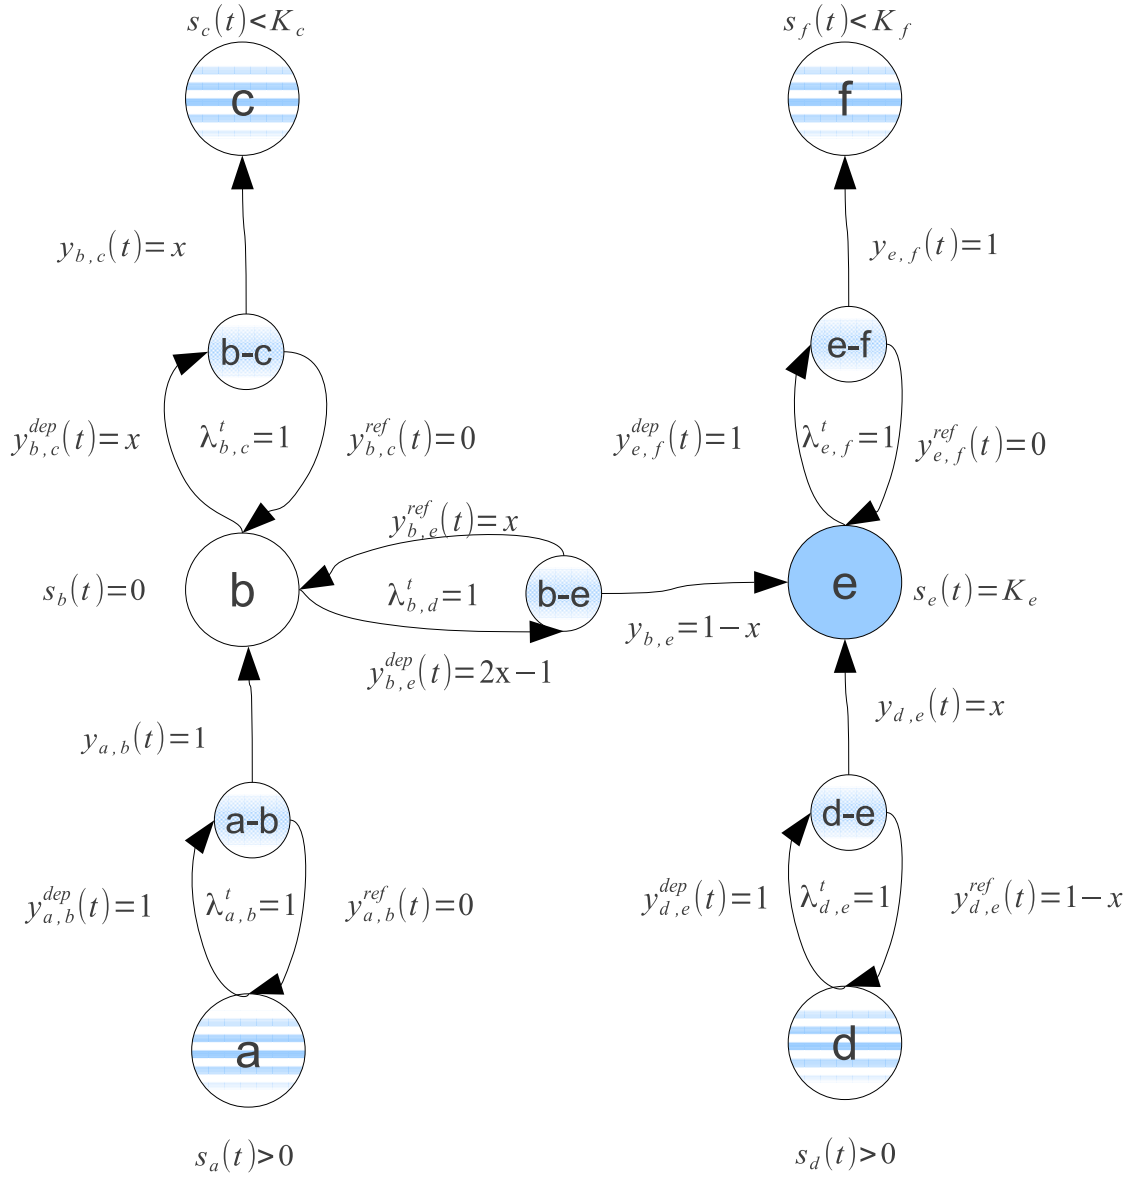 s_c(t)<K_c
s_f(t)<K_f
c
f
y_{b,c}(t)=x
y_{e,f}(t)=1
b-c
e-f
y^{dep}_{b,c}(t)=x
λ^t_{b,c}=1
y^{ref}_{b,c}(t)=0
y^{dep}_{e,f}(t)=1
λ^t_{e,f}=1
y^{ref}_{e,f}(t)=0
y^{ref}_{b,e}(t)=x
s_b(t)=0
b
λ^t_{b,d}=1
b-e
e
s_e(t)=K_e
y_{b,e}=1−x
y^{dep}_{b,e}(t)=2x−1
y_{a,b}(t)=1
y_{d,e}(t)=x
a-b
d-e
y^{dep}_{a,b}(t)=1
λ^t_{a,b}=1
y^{ref}_{a,b}(t)=0
y^{dep}_{d,e}(t)=1
λ^t_{d,e}=1
y^{ref}_{d,e}(t)=1−x
a
d
s_a(t)>0
s_d(t)>0